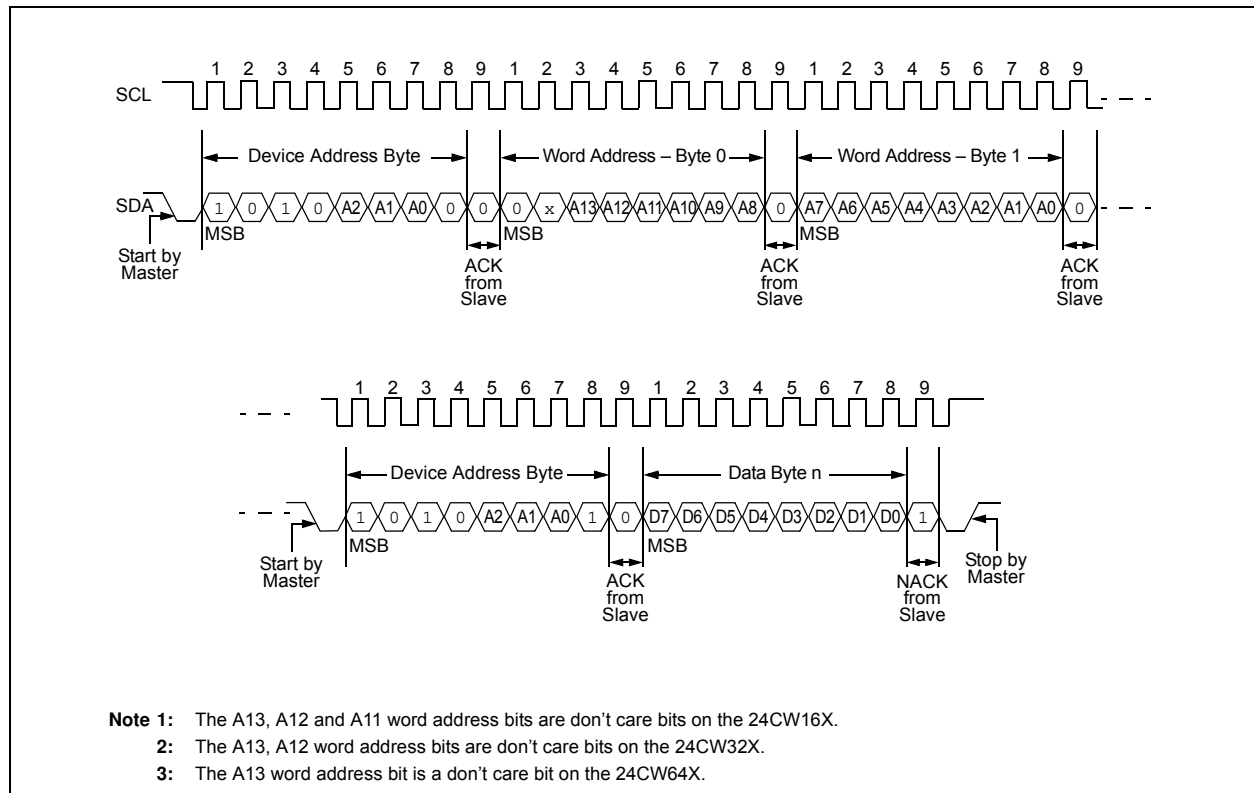 1 2 3 4 5 6 7 8 9 1 2 3 4 5 6 7 8 9 1 2 3 4 5 6 7 8 9
SCL
Device Address Byte Word Address – Byte 0 Word Address – Byte 1
SDA 1 0 1 0 A2 A1 A0 0 0 0 x A13 A12 A11 A10 A9 A8 0 A7 A6 A5 A4 A3 A2 A1 A0 0
MSB MSB MSB
Start by
Master
ACK
from
Slave
ACK
from
Slave
ACK
from
Slave
1 2 3 4 5 6 7 8 9 1 2 3 4 5 6 7 8 9
Device Address Byte Data Byte n
1 0 1 0 A2 A1 A0 1 0 D7 D6 D5 D4 D3 D2 D1 D0 1
MSB MSB
Start by
Master
ACK
from
Slave
NACK
from
Slave
Stop by
Master
Note 1: The A13, A12 and A11 word address bits are don't care bits on the 24CW16X.
2: The A13, A12 word address bits are don't care bits on the 24CW32X.
3: The A13 word address bit is a don't care bit on the 24CW64X.